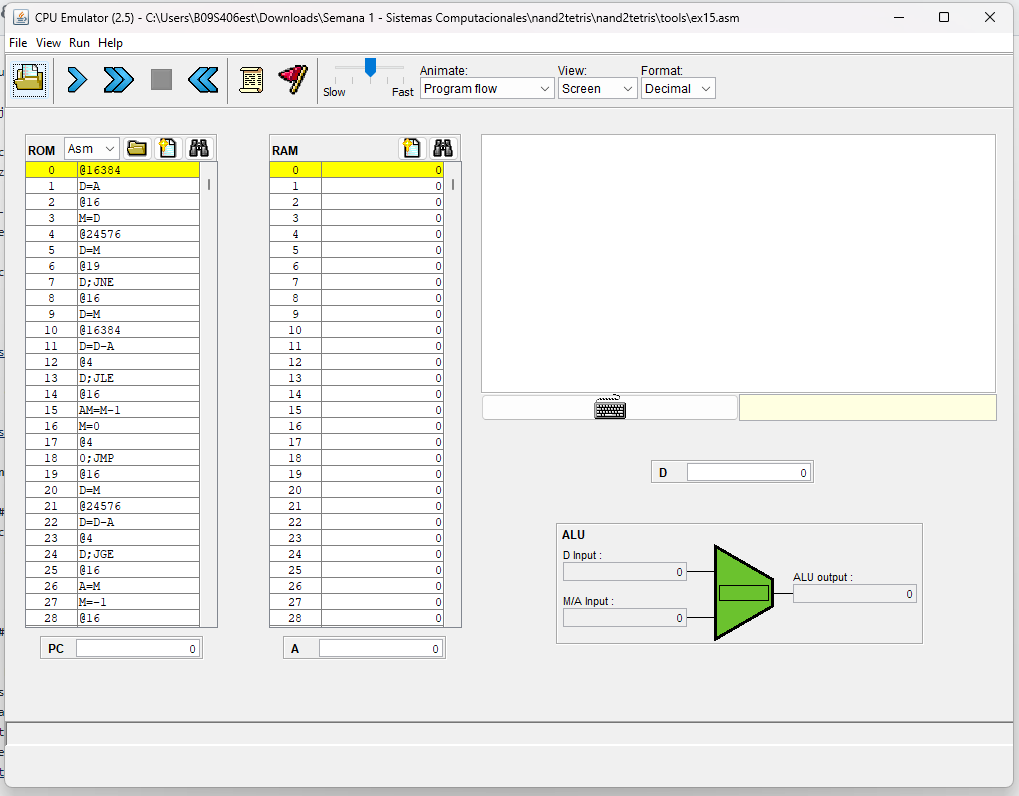 CPU Emulator (2.5) - C:\Users\B09S406est\Downloads\Semana 1 - Sistemas Computacionales\nand2tetris\nand2tetris\tools\ex15.asm
File View Run Help
Slow Fast
Animate: View: Format:
Program flow Screen Decimal
ROM Asm
0 @16384
1 D=A
2 @16
3 M=D
4 @24576
5 D=M
6 @19
7 D;JNE
8 @16
9 D=M
10 @16384
11 D=D-A
12 @4
13 D;JLE
14 @16
15 AM=M-1
16 M=0
17 @4
18 0;JMP
19 @16
20 D=M
21 @24576
22 D=D-A
23 @4
24 D;JGE
25 @16
26 A=M
27 M=-1
28 @16
PC 0
RAM
0 0
1 0
2 0
3 0
4 0
5 0
6 0
7 0
8 0
9 0
10 0
11 0
12 0
13 0
14 0
15 0
16 0
17 0
18 0
19 0
20 0
21 0
22 0
23 0
24 0
25 0
26 0
27 0
28 0
A 0
D 0
ALU
D Input :
0
M/A Input :
0
ALU output :
0